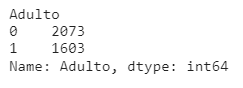 Adulto
0    2073
1    1603
Name: Adulto, dtype: int64